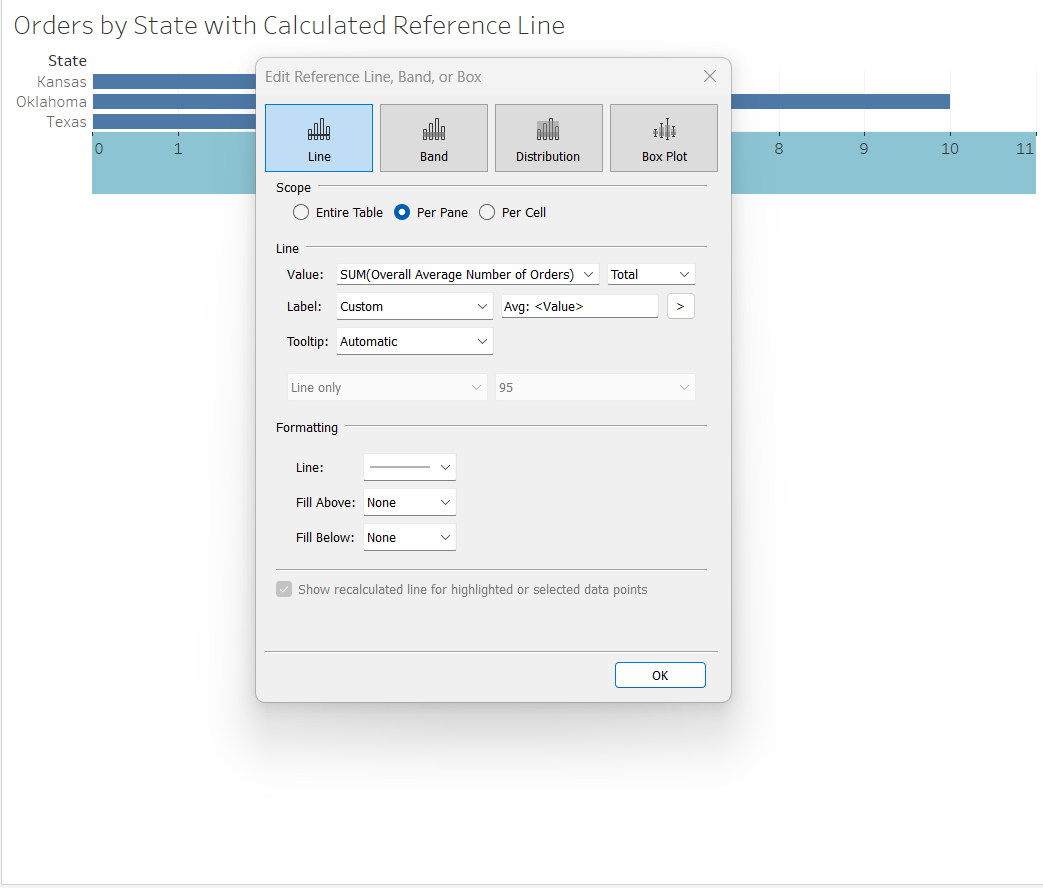 Orders by State with Calculated Reference Line
State
Kansas
Oklahoma
Texas
0 1 8 9 10 11
Edit Reference Line, Band, or Box
Line Band Distribution Box Plot
Scope
Entire Table Per Pane Per Cell
Line
Value: SUM(Overall Average Number of Orders) Total
Label: Custom Avg: <Value> >
Tooltip: Automatic
Line only 95
Formatting
Line:
Fill Above: None
Fill Below: None
Show recalculated line for highlighted or selected data points
OK